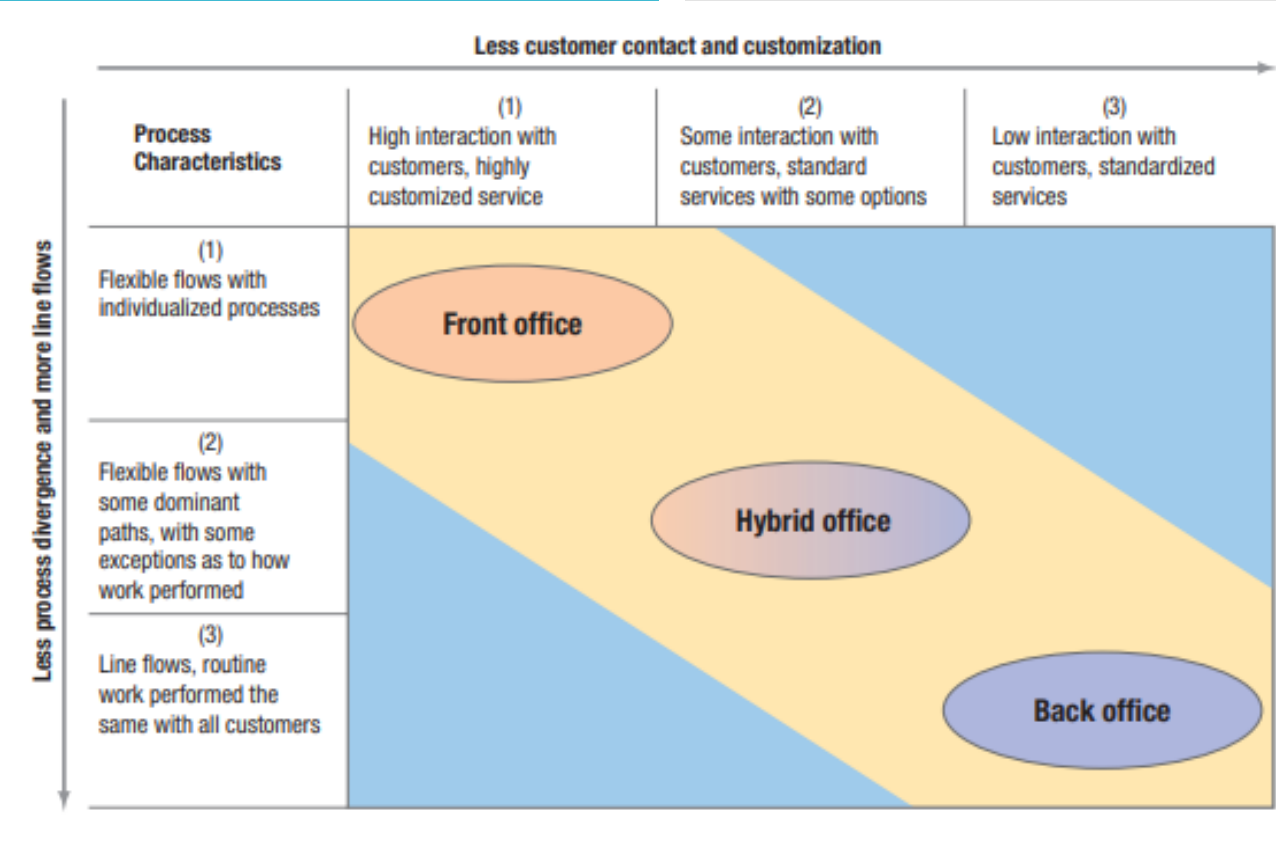 Less customer contact and customization
Process
Characteristics
(1)
High interaction with
customers, highly
customized service
(2)
Some interaction with
customers, standard
services with some options
(3)
Low interaction with
customers, standardized
services
Less process divergence and more line flows
(1)
Flexible flows with
individualized processes
Front office
(2)
Flexible flows with
some dominant
paths, with some
exceptions as to how
work performed
Hybrid office
(3)
Line flows, routine
work performed the
same with all customers
Back office